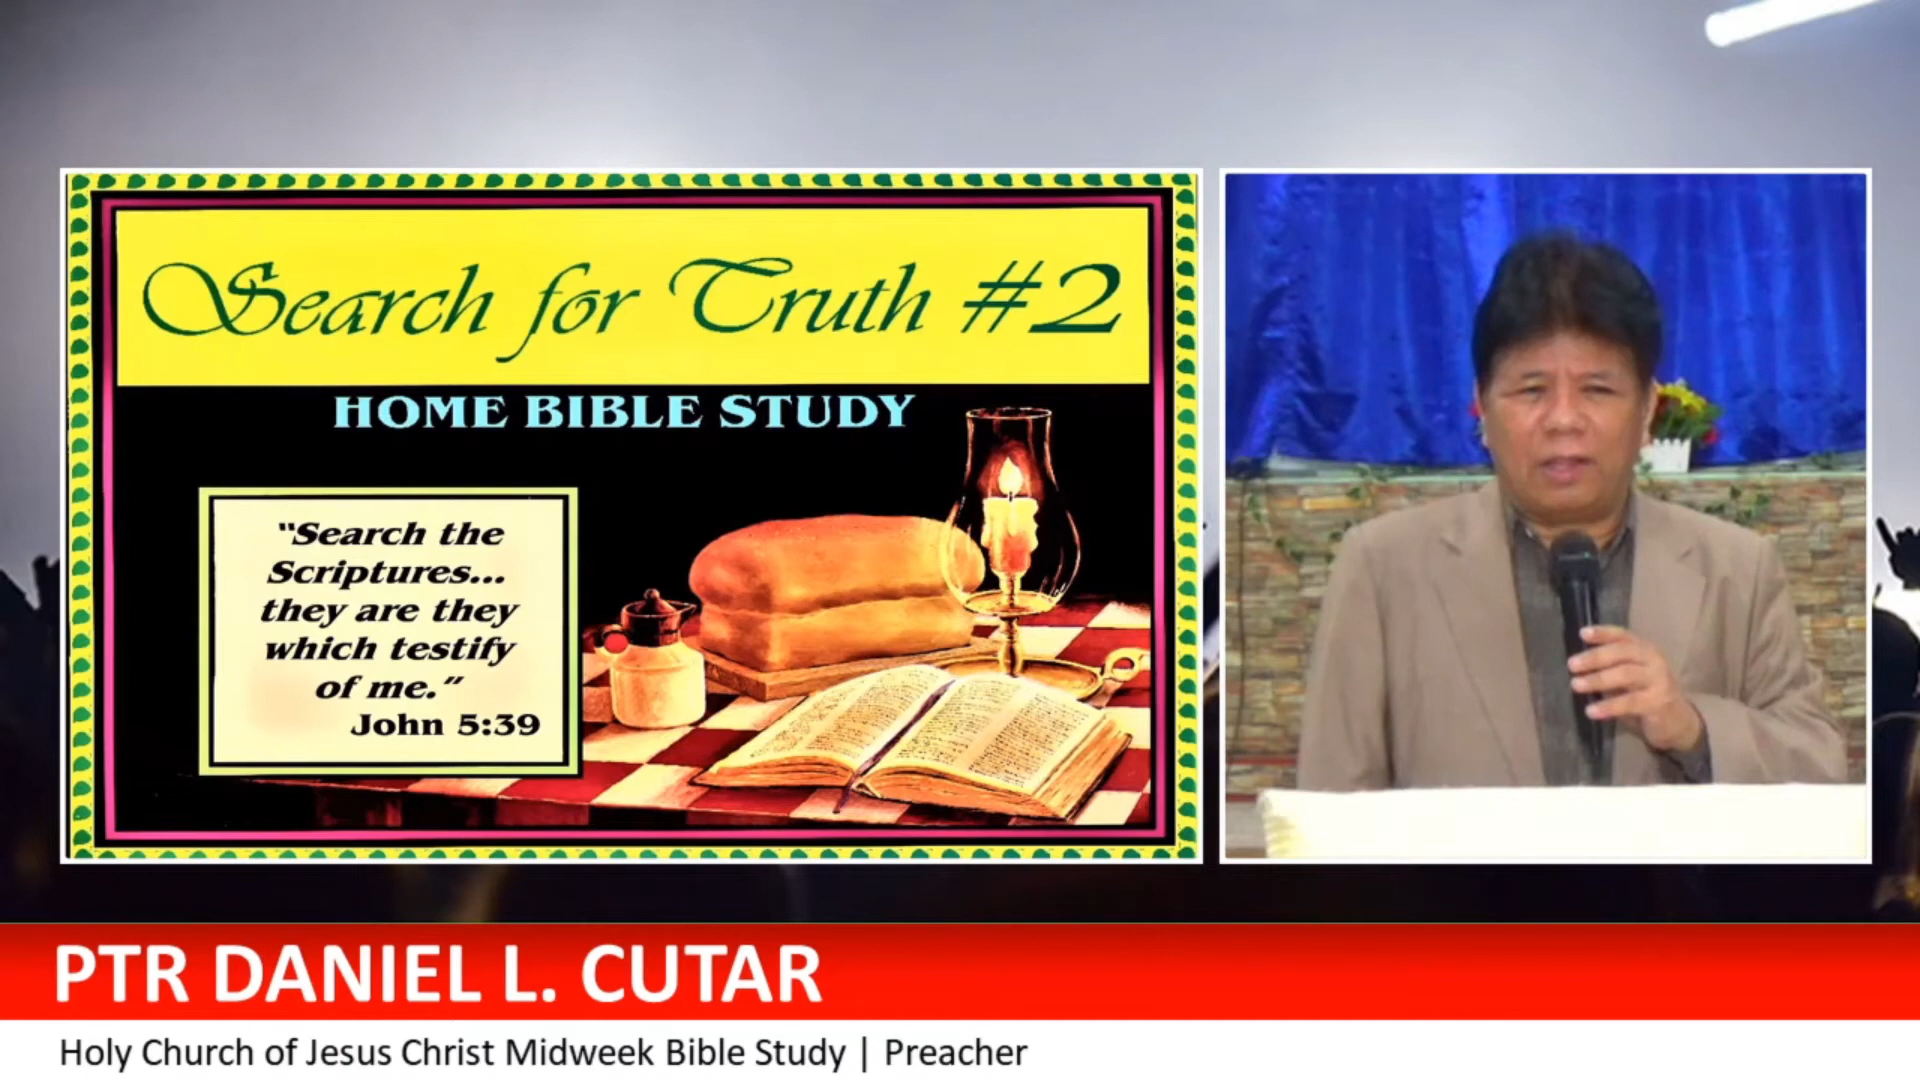 Search for Truth #2
HOME BIBLE STUDY
"Search the
Scriptures...
they are they
which testify
of me."
John 5:39
PTR DANIEL L. CUTAR
Holy Church of Jesus Christ Midweek Bible Study | Preacher